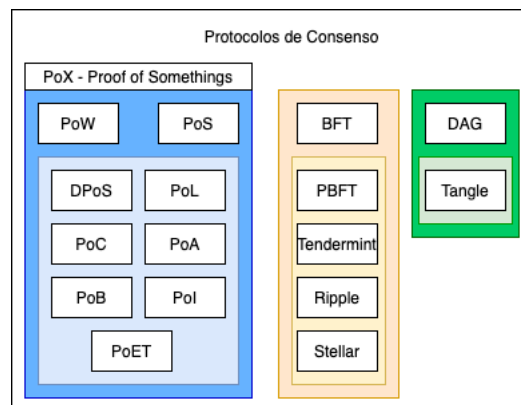 Protocolos de Consenso
PoX - Proof of Somethings
PoW
PoS
DPoS
PoL
PoC
PoA
PoB
PoI
PoET
BFT
PBFT
Tendermint
Ripple
Stellar
DAG
Tangle